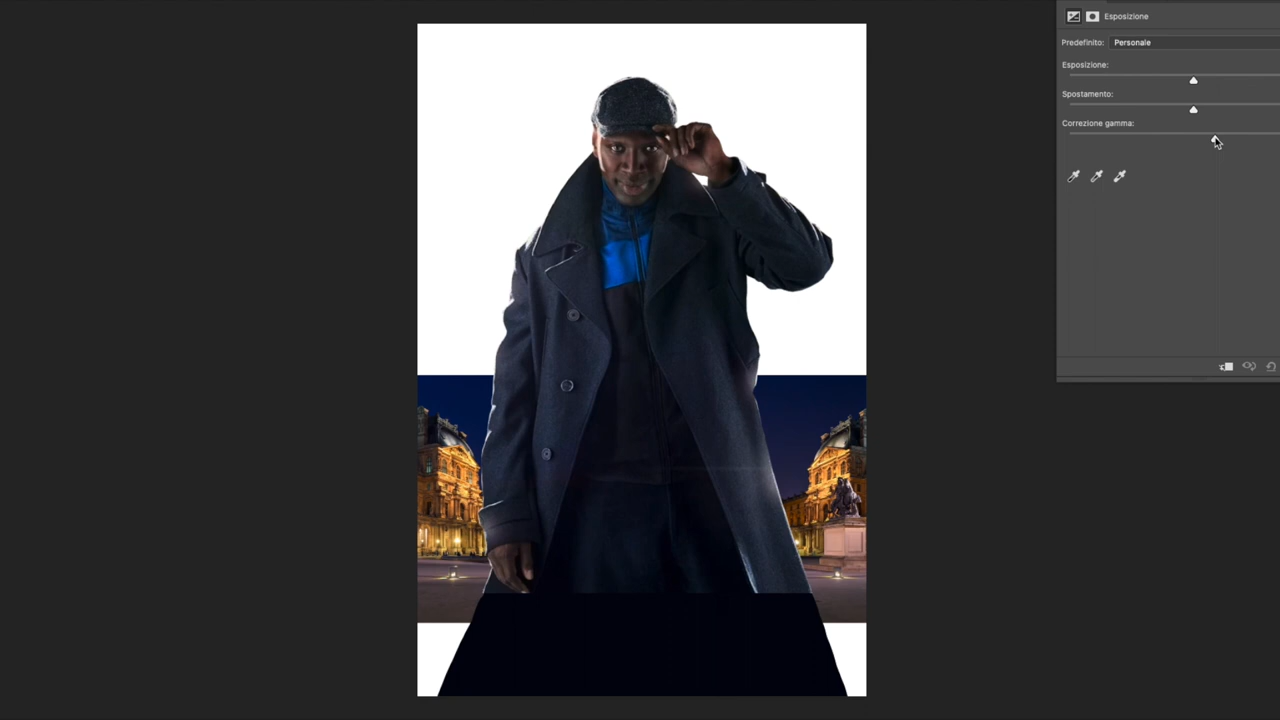 Esposizione
Predefinito: Personale
Esposizione:
Spostamento:
Correzione gamma: